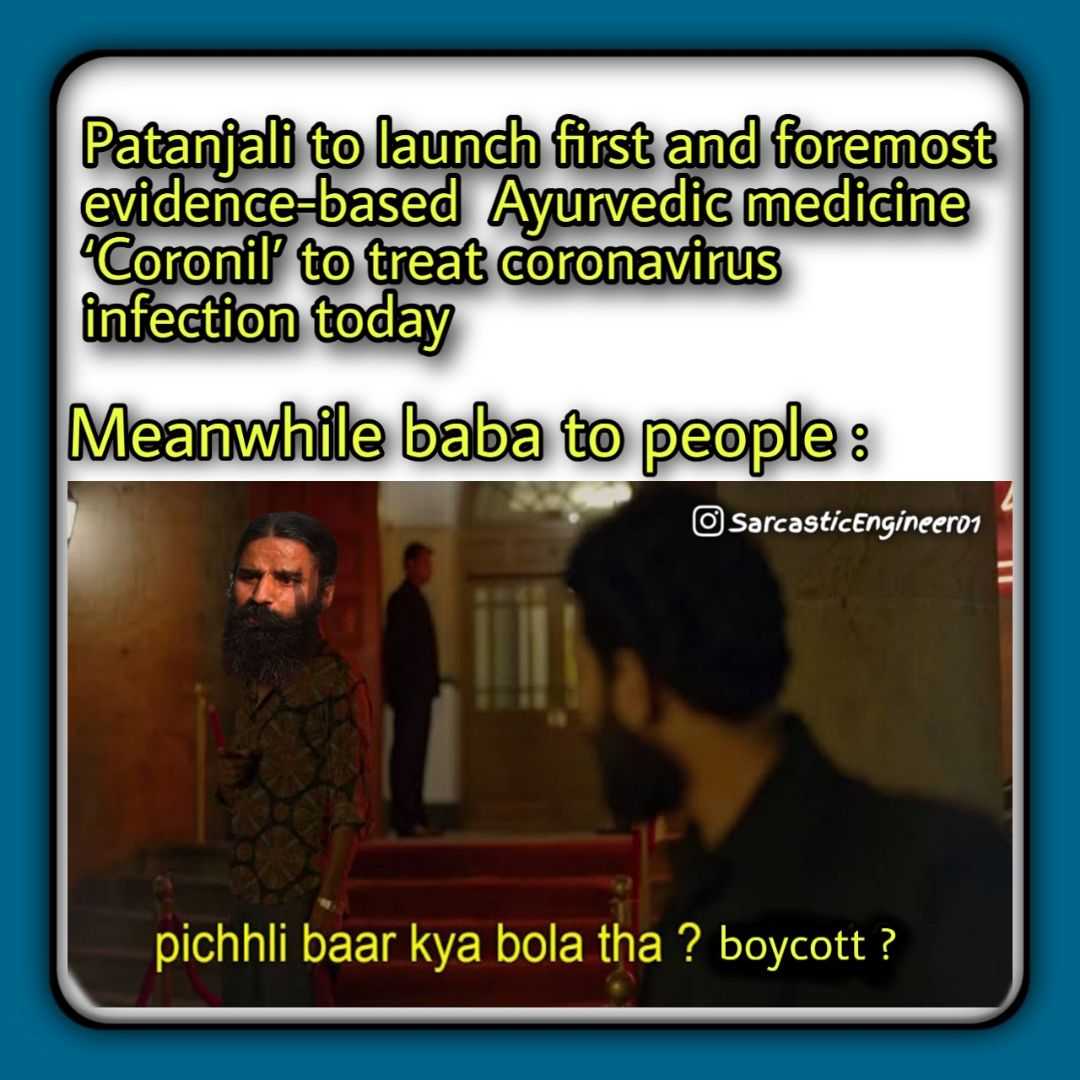 Patanjali to launch first and foremost
evidence-based Ayurvedic medicine
‘Coronil’ to treat coronavirus
infection today
Meanwhile baba to people :
SarcasticEngineer01
pichhli baar kya bola tha ? boycott ?